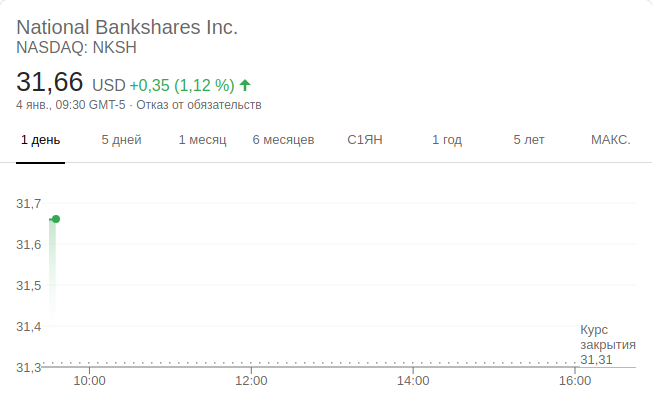 National Bankshares Inc.
NASDAQ: NKSH
31,66 USD +0,35 (1,12 %)
4 янв., 09:30 GMT-5 · Отказ от обязательств
1 день 5 дней 1 месяц 6 месяцев С1ЯН 1 год 5 лет МАКС.
31,7
31,6
31,5
31,4
31,3
Курс
закрытия
31,31
10:00 12:00 14:00 16:00